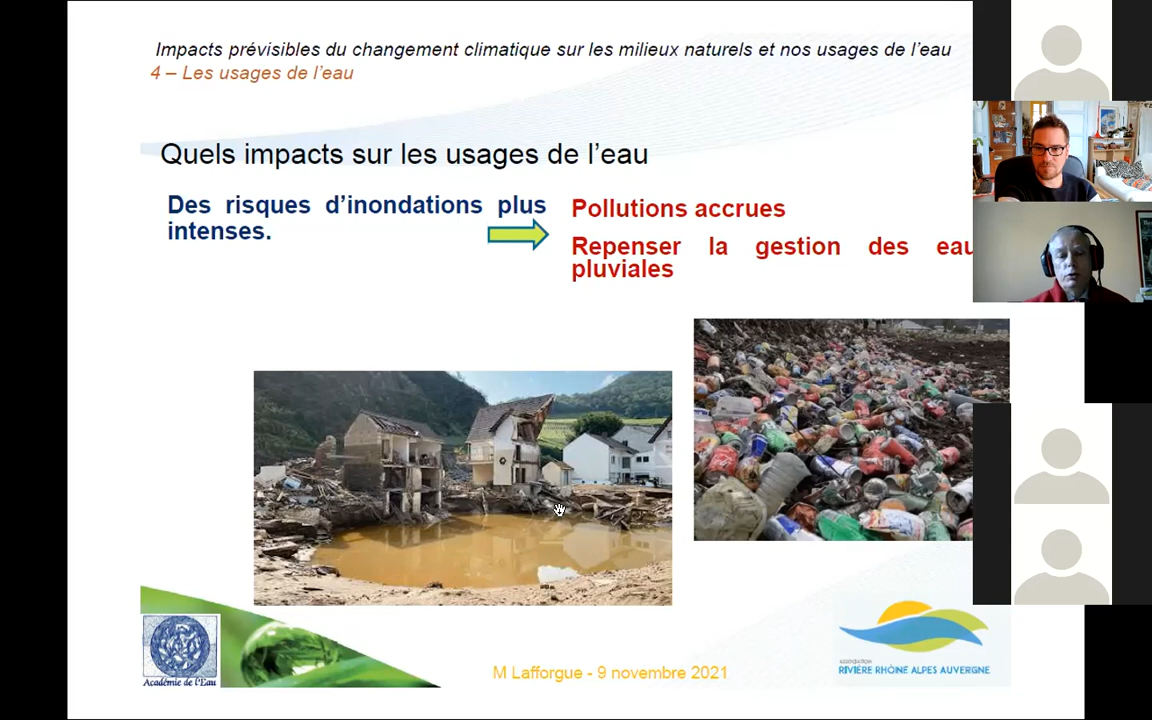 Impacts prévisibles du changement climatique sur les milieux naturels et nos usages de l'eau
4 – Les usages de l'eau
Quels impacts sur les usages de l'eau
Des risques d'inondations plus
intenses.
Pollutions accrues
Repenser la gestion des eau
pluviales
Académie de l'Eau
M Lafforgue - 9 novembre 2021
ASSOCIATION
RIVIÈRE RHÔNE ALPES AUVERGNE